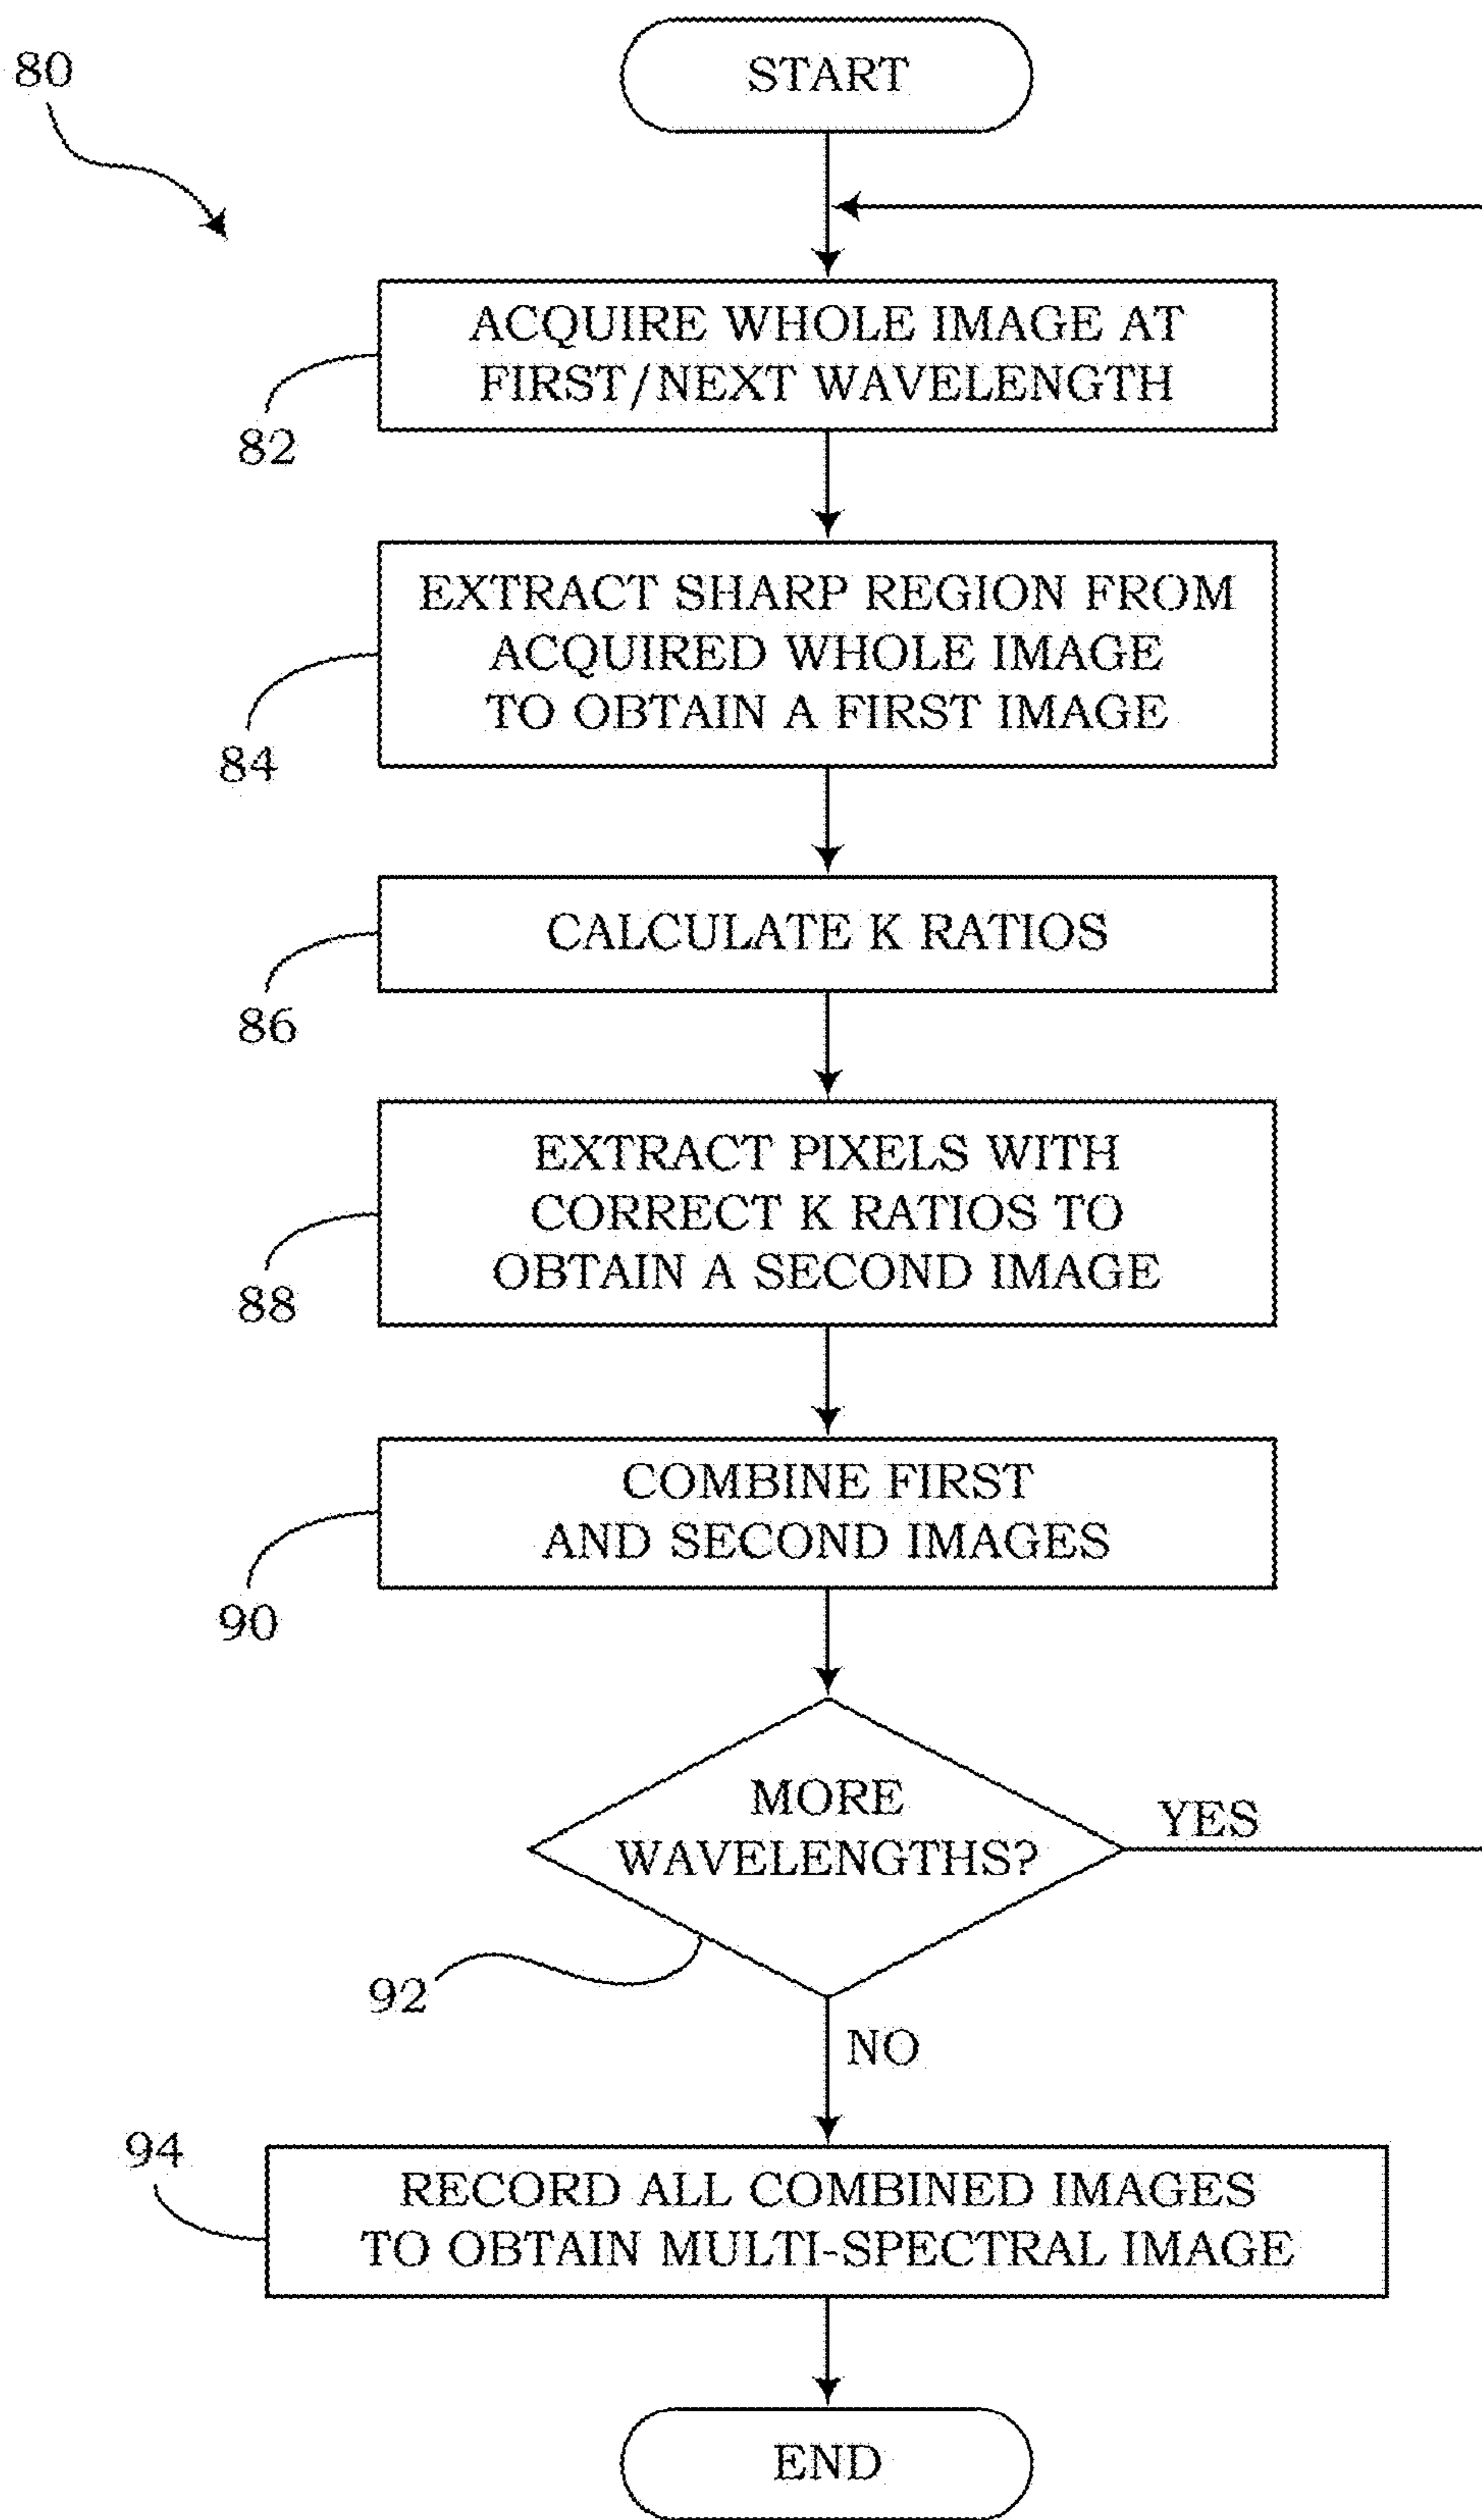 80
START
ACQUIRE WHOLE IMAGE AT
FIRST/NEXT WAVELENGTH
82
EXTRACT SHARP REGION FROM
ACQUIRED WHOLE IMAGE
TO OBTAIN A FIRST IMAGE
84
CALCULATE K RATIOS
86
EXTRACT PIXELS WITH
CORRECT K RATIOS TO
OBTAIN A SECOND IMAGE
88
COMBINE FIRST
AND SECOND IMAGES
90
MORE
WAVELENGTHS?
YES
92
NO
94
RECORD ALL COMBINED IMAGES
TO OBTAIN MULTI-SPECTRAL IMAGE
END